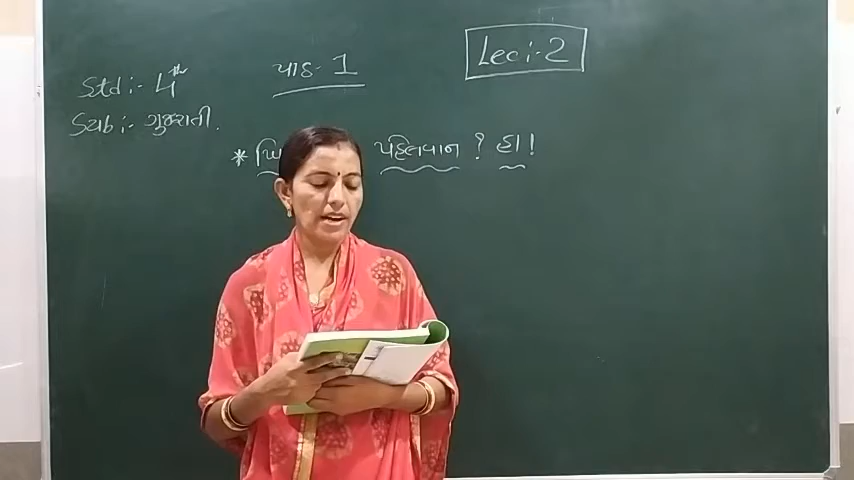 Std :- 4th
Sub :- ગુજરાતી.
પાઠ - 1
Lec :- 2
* પહિલવાન ? હા !